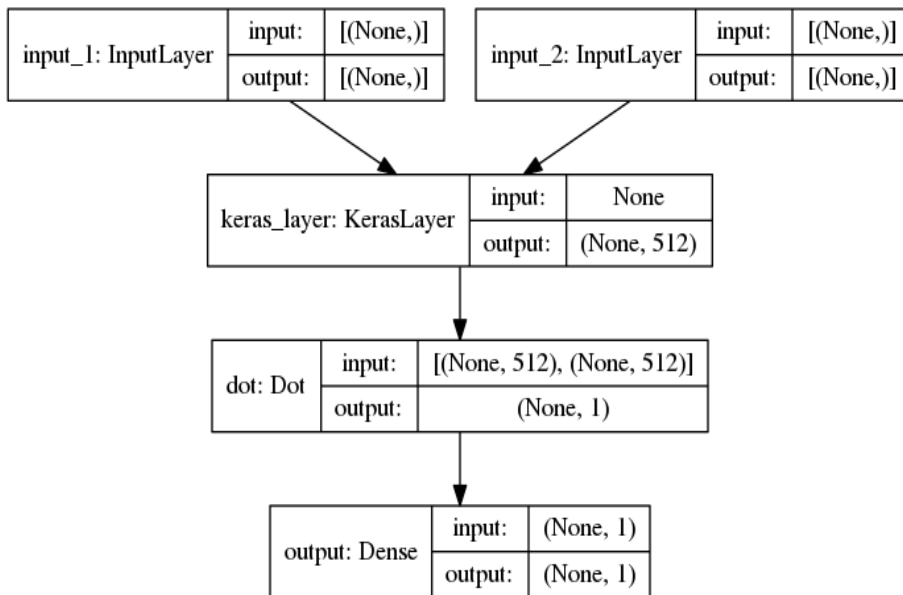 input_1: InputLayer
input: [(None,)]
output: [(None,)]
input_2: InputLayer
input: [(None,)]
output: [(None,)]
keras_layer: KerasLayer
input: None
output: (None, 512)
dot: Dot
input: [(None, 512), (None, 512)]
output: (None, 1)
output: Dense
input: (None, 1)
output: (None, 1)